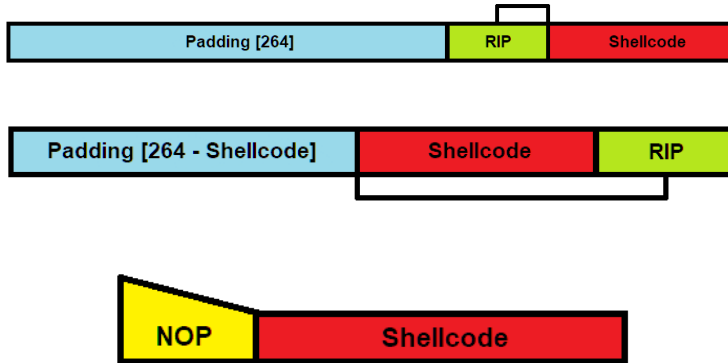 Padding [264] RIP Shellcode
Padding [264 - Shellcode] Shellcode RIP
NOP Shellcode